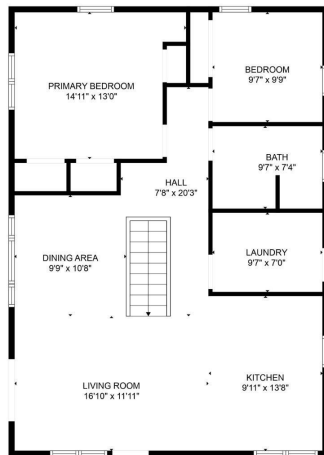 PRIMARY BEDROOM
14'11" x 13'0"
BEDROOM
9'7" x 9'9"
BATH
9'7" x 7'4"
HALL
7'8" x 20'3"
DINING AREA
9'9" x 10'8"
LAUNDRY
9'7" x 7'0"
LIVING ROOM
16'10" x 11'11"
KITCHEN
9'11" x 13'8"